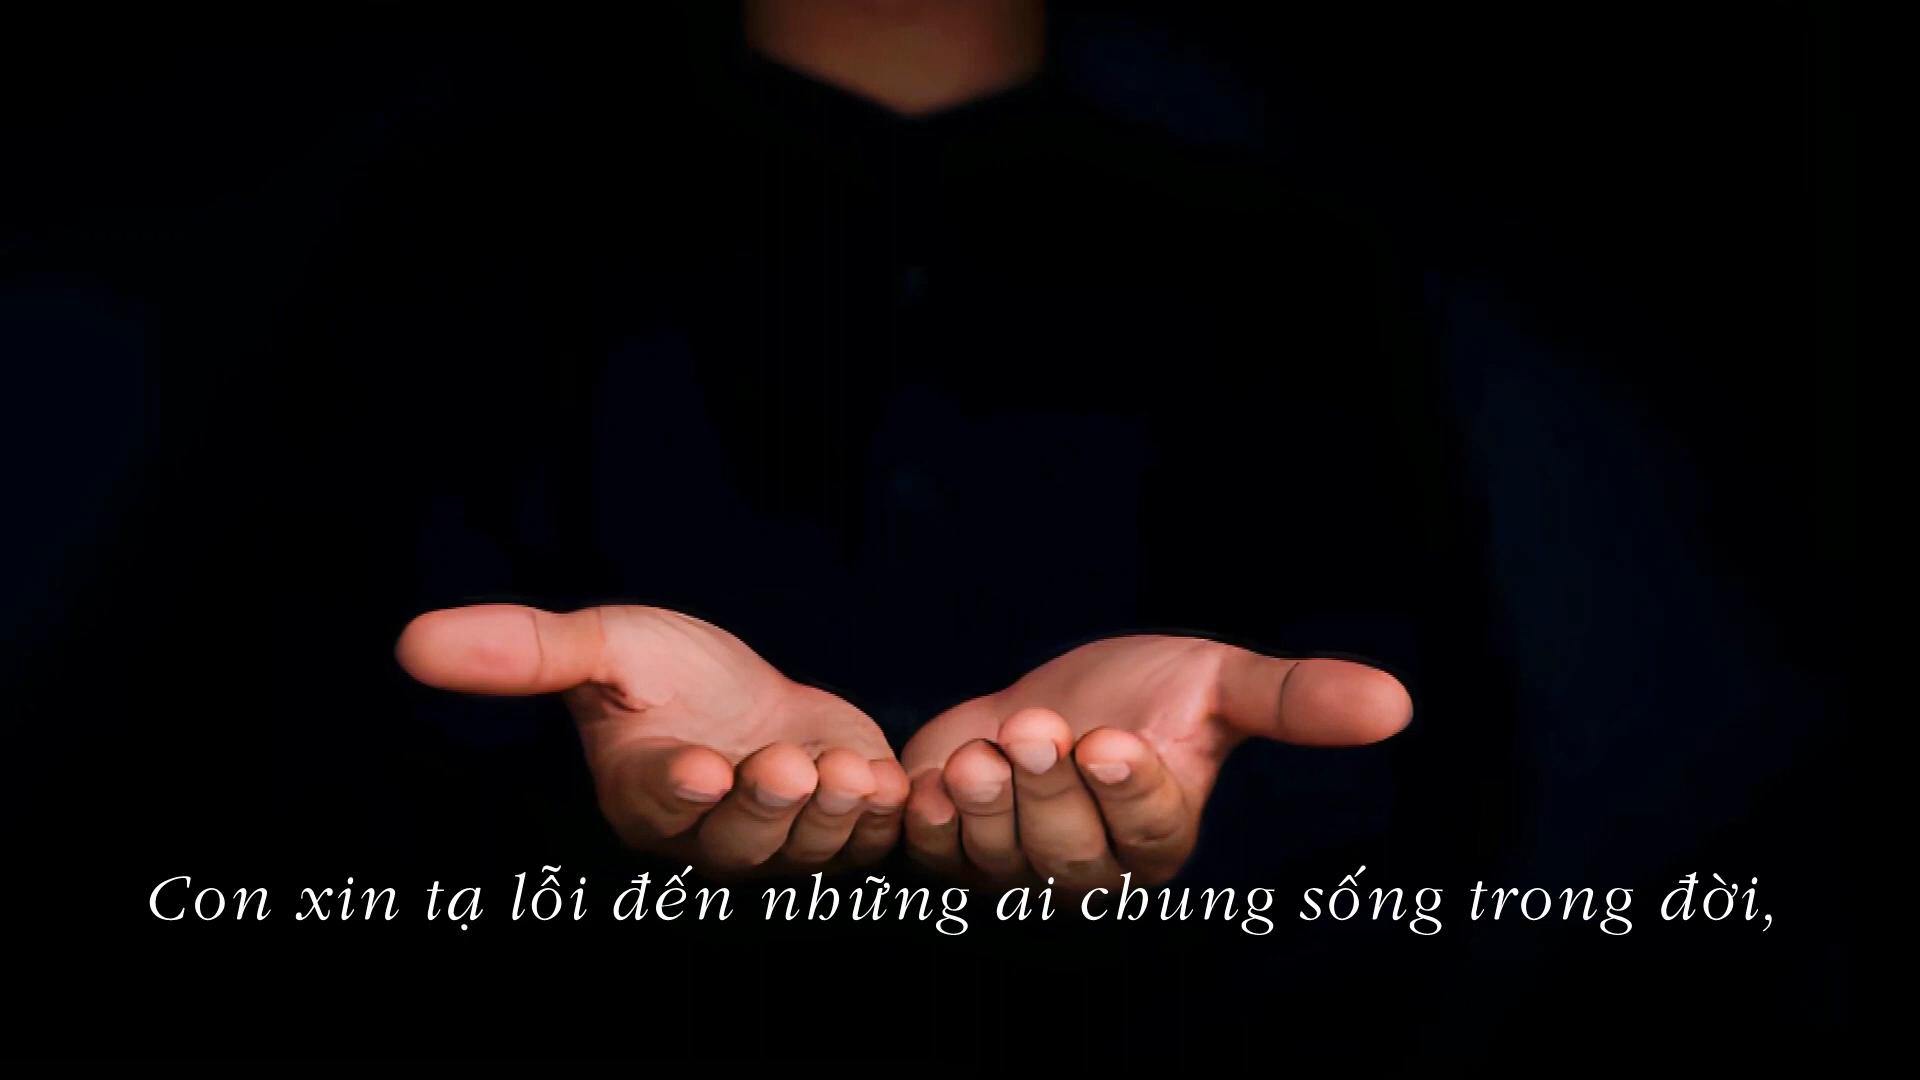 Con xin tạ lỗi đến những ai chung sống trong đời,